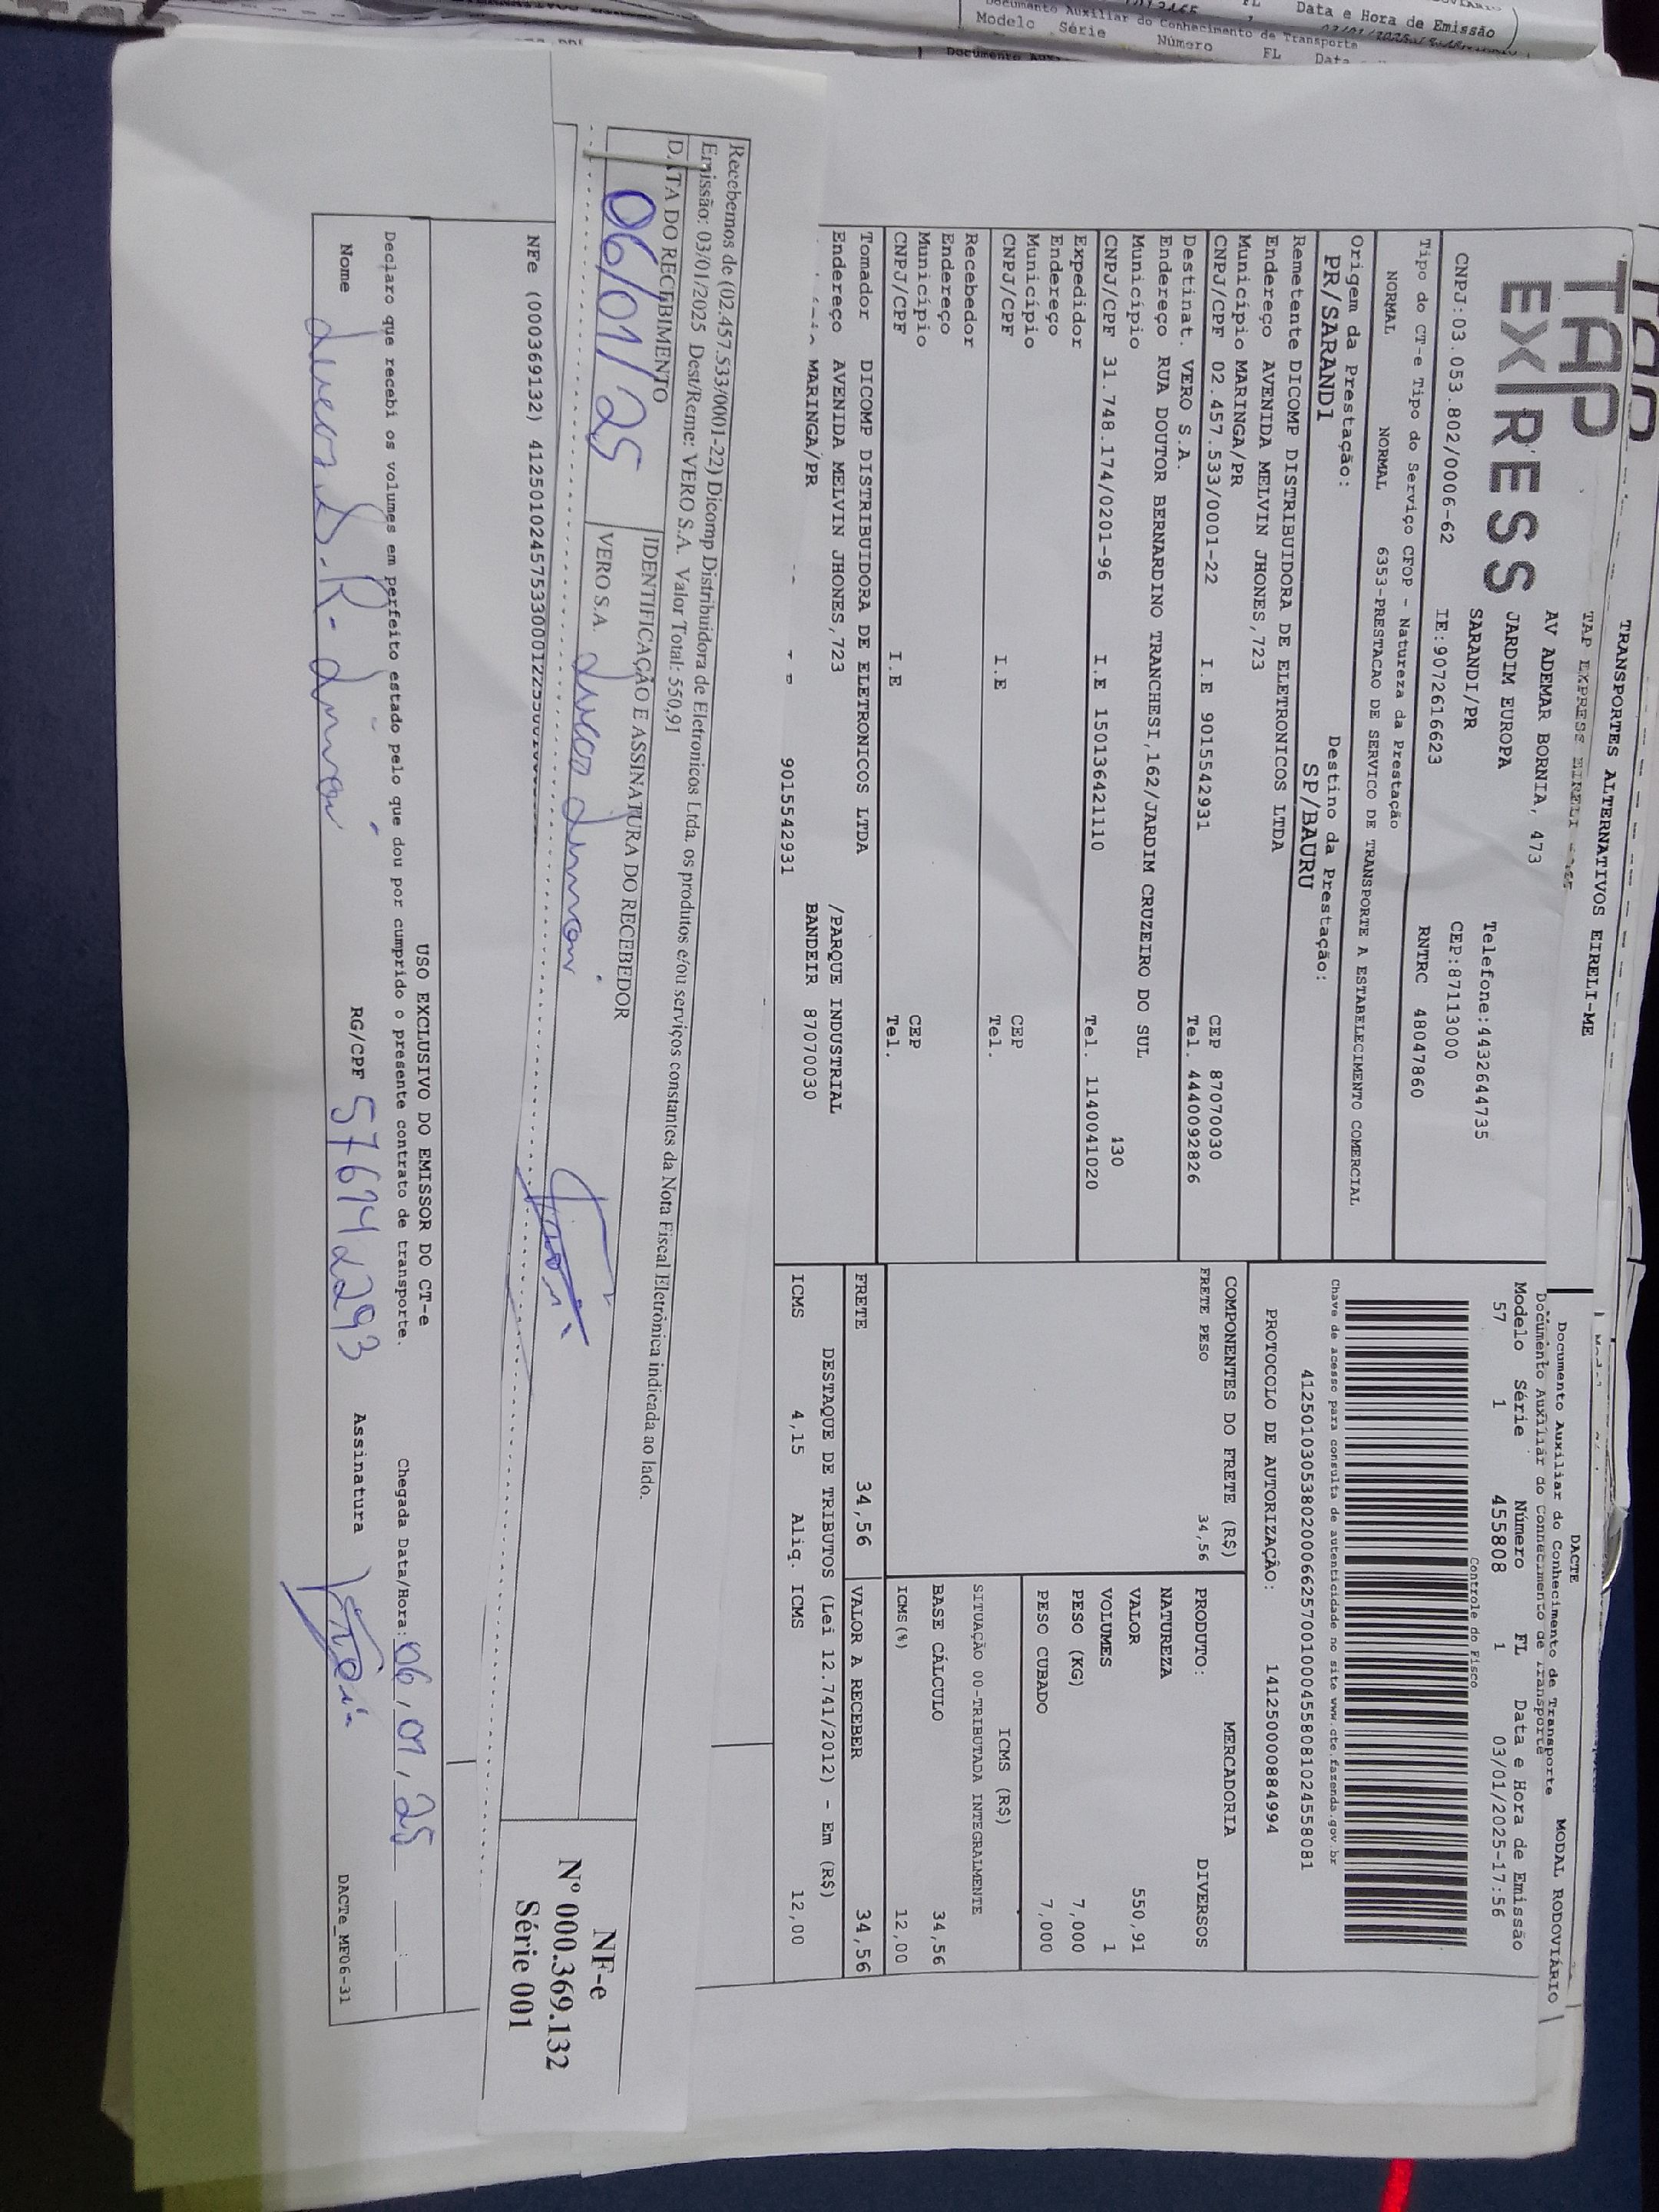 TAP EXPRESS
TRANSPORTES ALTERNATIVOS EIRELI-ME
TAP EXPRESS EIRELI
AV ADEMAR BORNIA, 473
JARDIM EUROPA
SARANDI/PR
Telefone:4432644735
CEP:87113000
CNPJ:03.053.802/0006-62 IE:9072616623 RNTRC 48047860
DACTE MODAL RODOVIÁRIO
Documento Auxiliar do Conhecimento de Transporte
Documento Auxiliar do Conhecimento de Transporte
Modelo Série Número FL Data e Hora de Emissão
57 1 455808 1 03/01/2025-17:56
Controle do Fisco
Chave de acesso para consulta de autenticidade no site www.cte.fazenda.gov.br
41250103053802000662570010004558081024558081
PROTOCOLO DE AUTORIZAÇÃO: 141250000884994
Tipo do CT-e Tipo do Serviço CFOP - Natureza da Prestação
NORMAL NORMAL 6353-PRESTACAO DE SERVICO DE TRANSPORTE A ESTABELECIMENTO COMERCIAL
Origem da Prestação: Destino da Prestação:
PR/SARANDI SP/BAURU
Remetente DICOMP DISTRIBUIDORA DE ELETRONICOS LTDA
Endereço AVENIDA MELVIN JHONES,723
Município MARINGA/PR CEP 87070030
CNPJ/CPF 02.457.533/0001-22 I.E 9015542931 Tel. 4440092826
Destinat. VERO S.A.
Endereço RUA DOUTOR BERNARDINO TRANCHESI,162/JARDIM CRUZEIRO DO SUL
Município 130
CNPJ/CPF 31.748.174/0201-96 I.E 150136421110 Tel. 1140041020
Expedidor
Endereço
Município CEP
CNPJ/CPF I.E Tel.
Recebedor
Endereço
Município CEP
CNPJ/CPF I.E Tel.
Tomador DICOMP DISTRIBUIDORA DE ELETRONICOS LTDA
Endereço AVENIDA MELVIN JHONES,723 /PARQUE INDUSTRIAL
MARINGA/PR BANDEIR 87070030
9015542931
COMPONENTES DO FRETE (R$)
FRETE PESO 34,56
MERCADORIA
PRODUTO: DIVERSOS
NATUREZA
VALOR 550,91
VOLUMES 1
PESO (KG) 7,000
PESO CUBADO 7,000
ICMS (R$)
SITUAÇÃO 00-TRIBUTADA INTEGRALMENTE
BASE CÁLCULO 34,56
ICMS(%) 12,00
FRETE 34,56 VALOR A RECEBER 34,56
DESTAQUE DE TRIBUTOS (Lei 12.741/2012) - Em (R$)
ICMS 4,15 Aliq. ICMS 12,00
Recebemos de (02.457.533/0001-22) Dicomp Distribuidora de Eletronicos Ltda. os produtos e/ou serviços constantes da Nota Fiscal Eletrônica indicada ao lado.
Emissão: 03/01/2025 Dest/Reme: VERO S.A. Valor Total: 550,91
DATA DO RECEBIMENTO IDENTIFICAÇÃO E ASSINATURA DO RECEBEDOR
06/01/25 VERO S.A.
NF-e
Nº 000.369.132
Série 001
NFe (000369132)
USO EXCLUSIVO DO EMISSOR DO CT-e
Declaro que recebi os volumes em perfeito estado pelo que dou por cumprido o presente contrato de transporte. Chegada Data/Hora: 06/01/25
Nome RG/CPF 576142293 Assinatura
DACTe_MF06-31